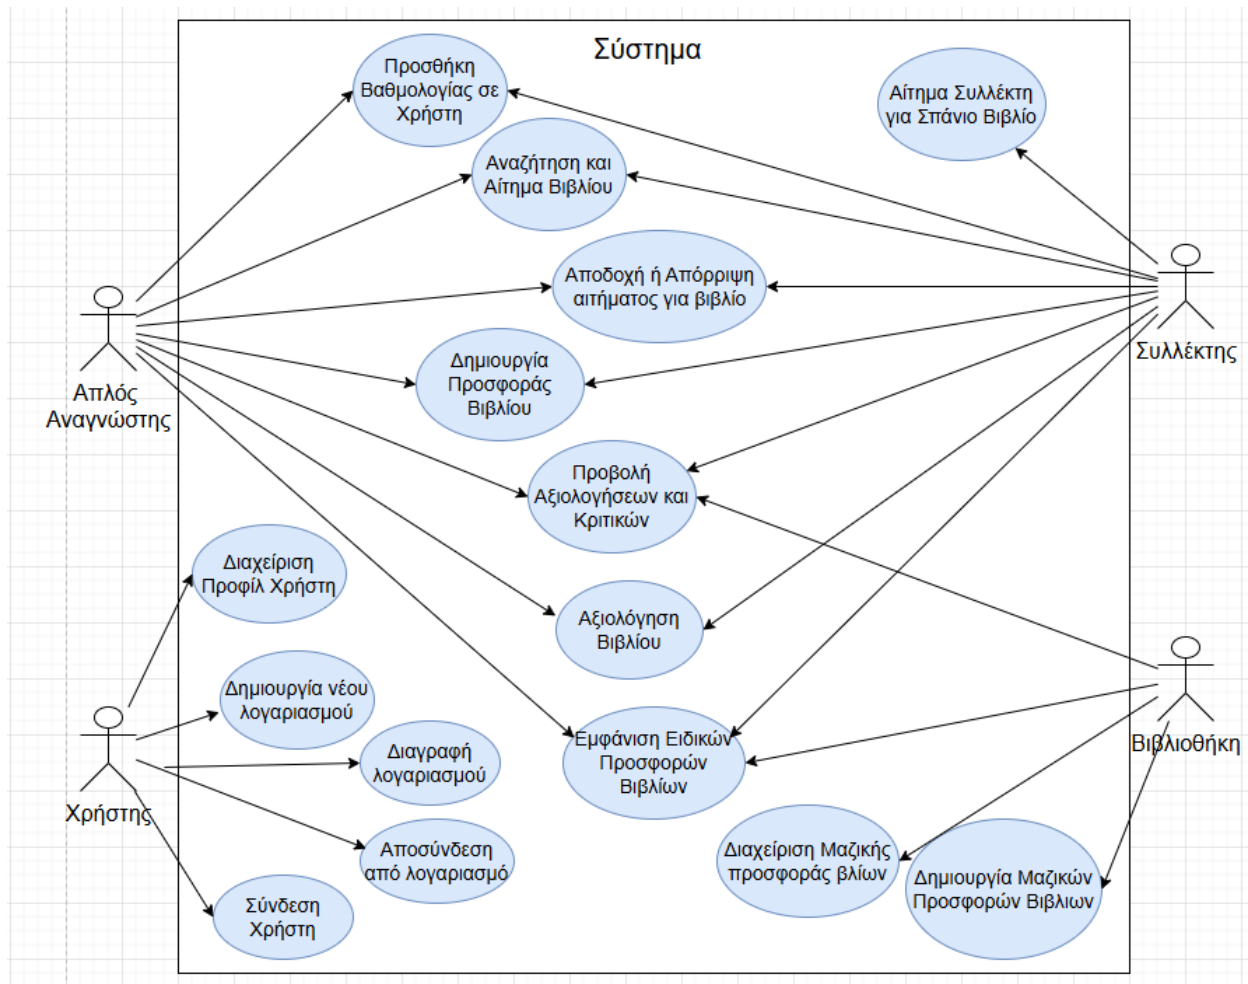 Σύστημα
Προσθήκη
Βαθμολογίας σε
Χρήστη
Αίτημα Συλλέκτη
για Σπάνιο Βιβλίο
Αναζήτηση και
Αίτημα Βιβλίου
Αποδοχή ή Απόρριψη
αιτήματος για βιβλίο
Συλλέκτης
Δημιουργία
Προσφοράς
Βιβλίου
Απλός
Αναγνώστης
Προβολή
Αξιολογήσεων και
Κριτικών
Διαχείριση
Προφίλ Χρήστη
Αξιολόγηση
Βιβλίου
Δημιουργία νέου
λογαριασμού
Εμφάνιση Ειδικών
Προσφορών
Βιβλίων
Βιβλιοθήκη
Διαγραφή
λογαριασμού
Χρήστης
Αποσύνδεση
από λογαριασμό
Διαχείριση Μαζικής
προσφοράς βλίων
Δημιουργία Μαζικών
Προσφορών Βιβλιων
Σύνδεση
Χρήστη